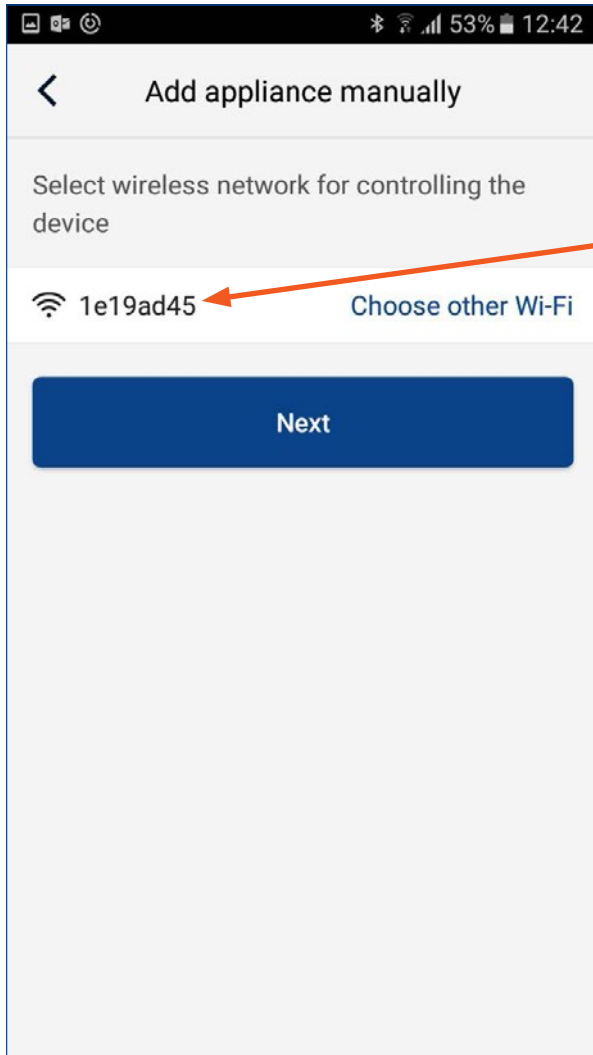 53% 12:42
Add appliance manually
Select wireless network for controlling the
device
1e19ad45 Choose other Wi-Fi
Next